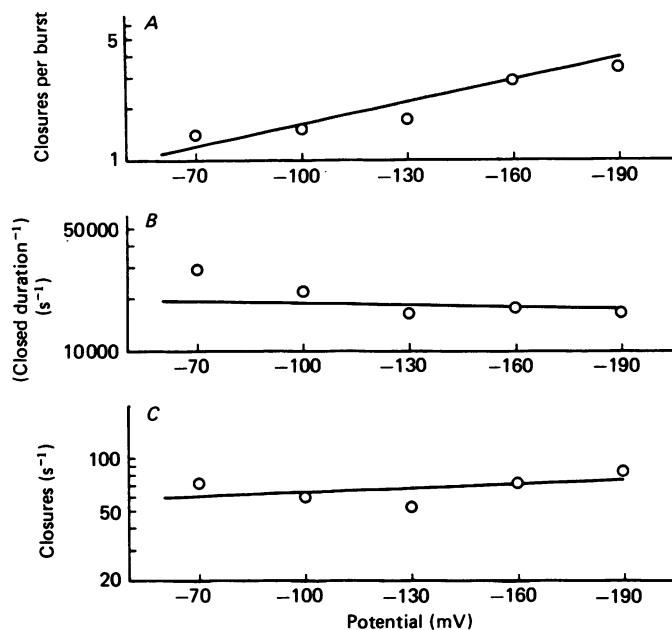 A
Closures per burst
5
1
−70 −100 −130 −160 −190
B
(Closed duration⁻¹)
(s⁻¹)
50000
10000
−70 −100 −130 −160 −190
C
Closures (s⁻¹)
100
50
20
−70 −100 −130 −160 −190
Potential (mV)